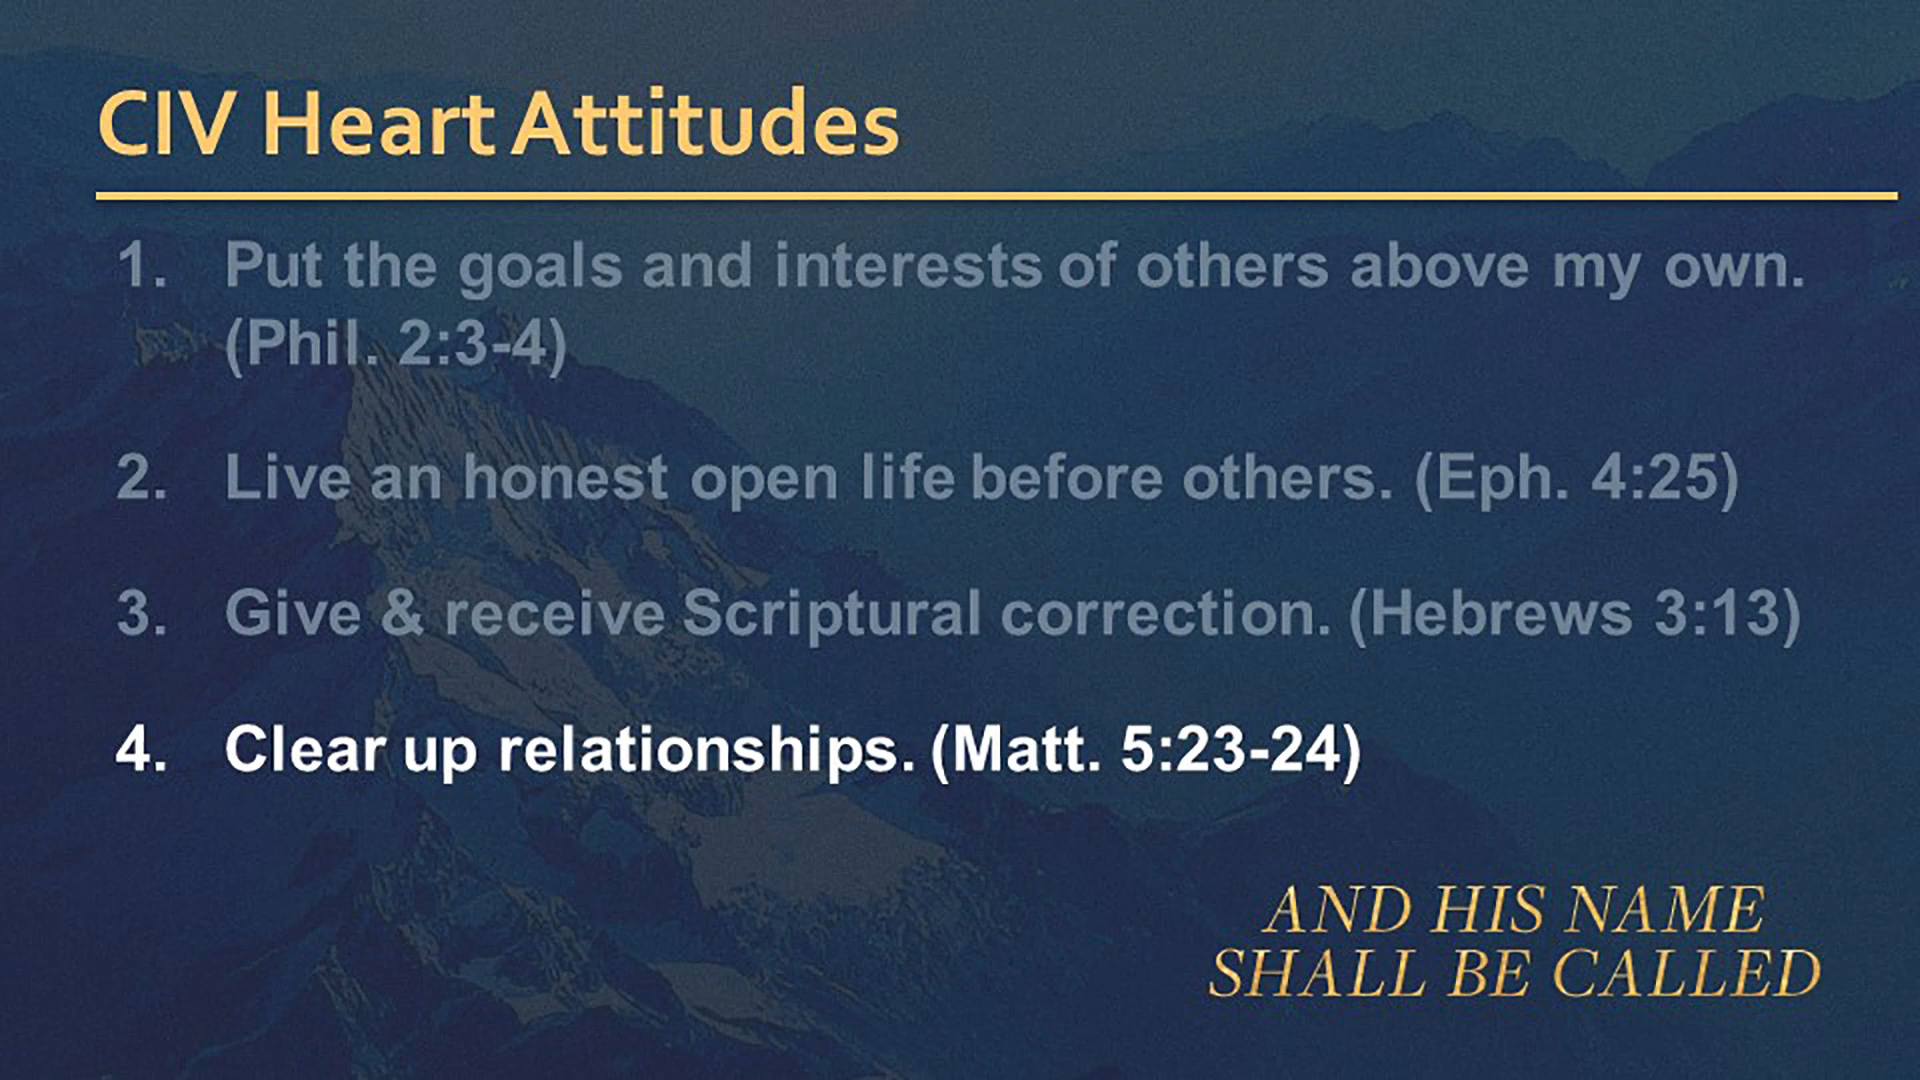 CIV Heart Attitudes
1. Put the goals and interests of others above my own.
(Phil. 2:3-4)
2. Live an honest open life before others. (Eph. 4:25)
3. Give & receive Scriptural correction. (Hebrews 3:13)
4. Clear up relationships. (Matt. 5:23-24)
AND HIS NAME
SHALL BE CALLED